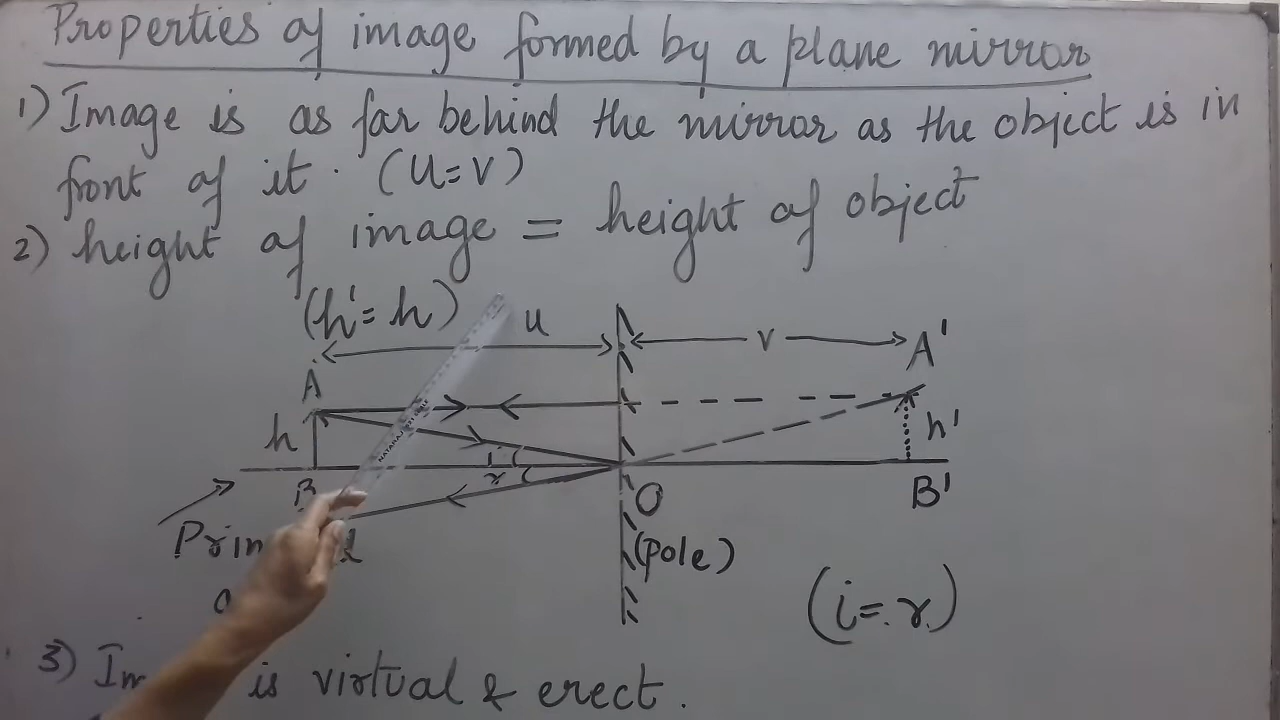 Properties of image formed by a plane mirror
1) Image is as far behind the mirror as the object is in
front of it. (u=v)
2) height of image = height of object
(h'=h)
u
v
A'
A
h
h'
i
r
B
O
B'
(pole)
(i=r)
3) is virtual & erect.
NATARAJ